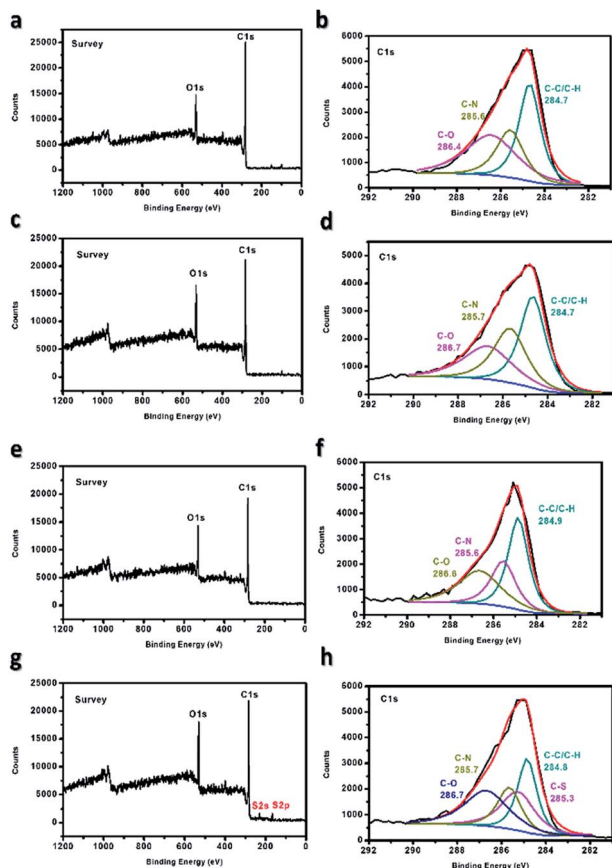 a
Survey
C1s
O1s
Counts
30000
25000
20000
15000
10000
5000
0
1200 1000 800 600 400 200 0
Binding Energy (eV)
b
C1s
C-C/C-H
284.7
C-N
285.6
C-O
286.4
Counts
6000
5000
4000
3000
2000
1000
0
292 290 288 286 284 282
Binding Energy (eV)
c
Survey
C1s
O1s
Counts
30000
25000
20000
15000
10000
5000
0
1200 1000 800 600 400 200 0
Binding Energy (eV)
d
C1s
C-C/C-H
284.7
C-N
285.7
C-O
286.7
Counts
6000
5000
4000
3000
2000
1000
0
292 290 288 286 284 282
Binding Energy (eV)
e
Survey
C1s
O1s
Counts
25000
20000
15000
10000
5000
0
1200 1000 800 600 400 200 0
Binding Energy (eV)
f
C1s
C-C/C-H
284.9
C-N
285.6
C-O
286.6
Counts
6000
5000
4000
3000
2000
1000
0
292 290 288 286 284 282
Binding Energy (eV)
g
Survey
C1s
O1s
S2s S2p
Counts
30000
25000
20000
15000
10000
5000
0
1200 1000 800 600 400 200 0
Binding Energy (eV)
h
C1s
C-N
285.7
C-C/C-H
284.8
C-O
286.7
C-S
285.3
Counts
6000
5000
4000
3000
2000
1000
0
292 290 288 286 284 282
Binding Energy (eV)